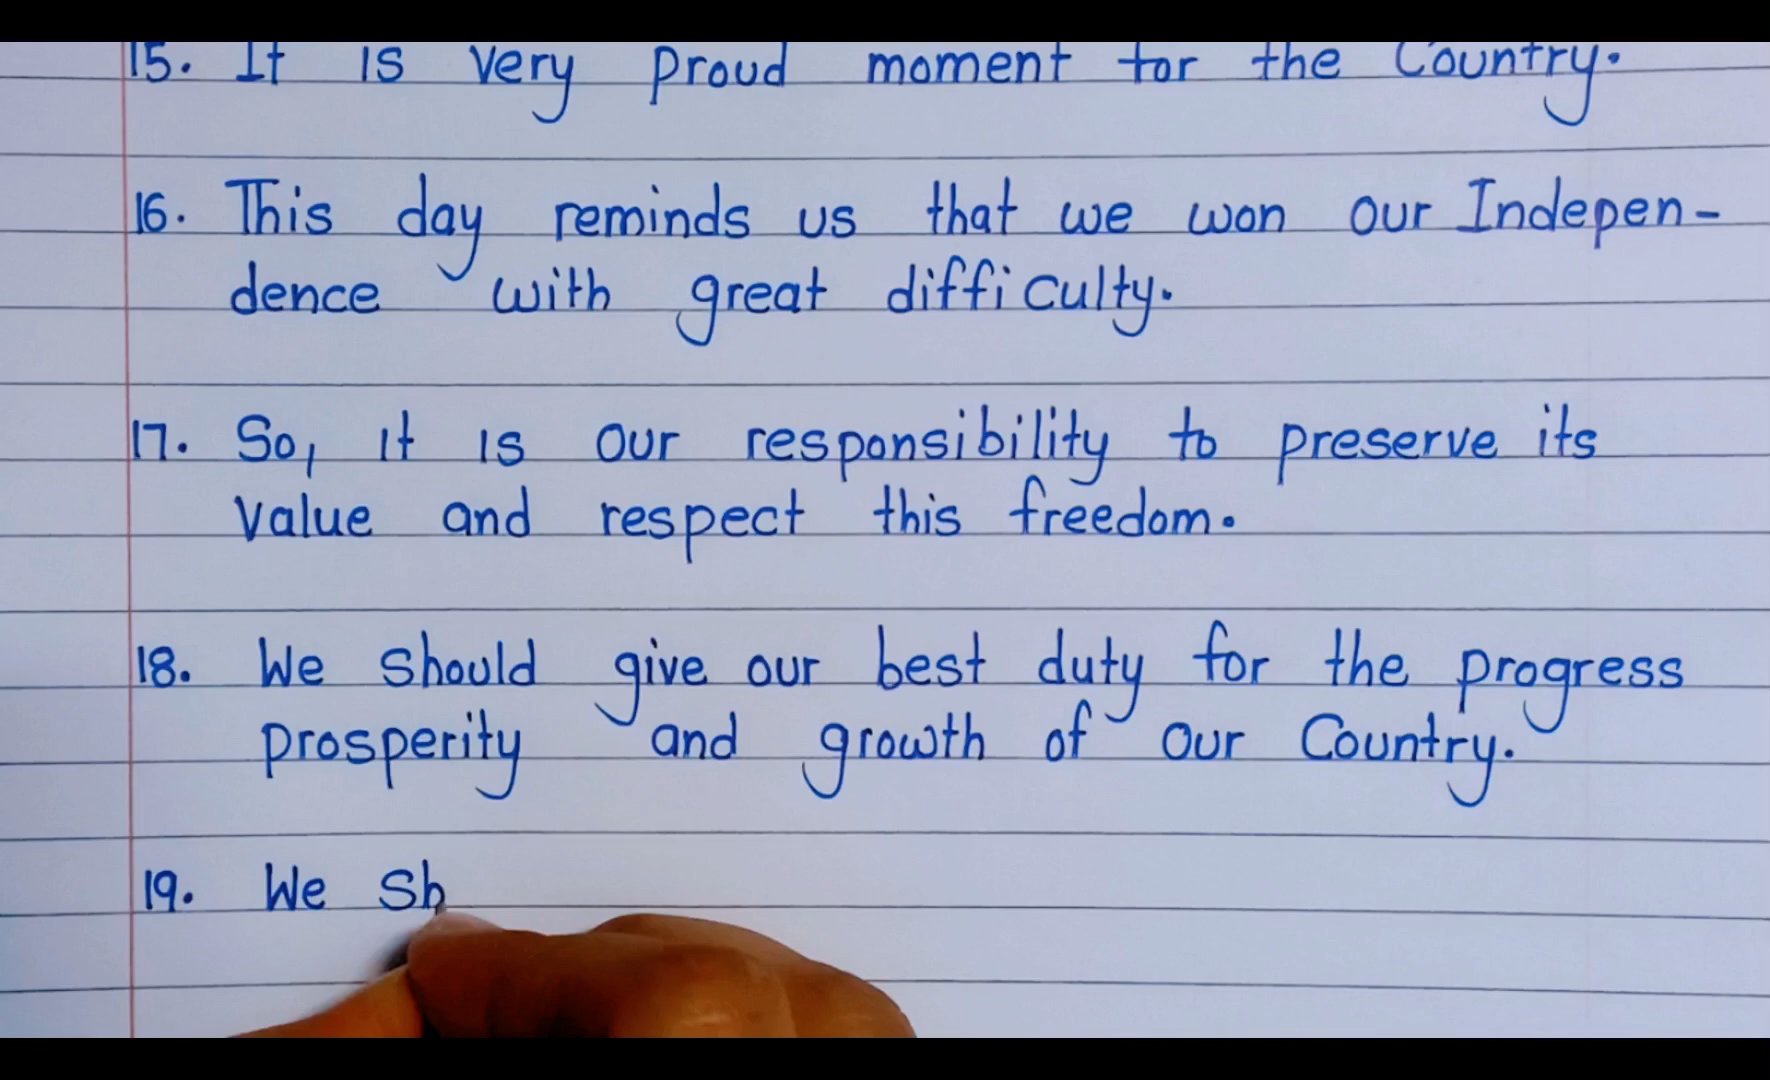 15. It is very proud moment for the Country.
16. This day reminds us that we won our Indepen-
dence with great difficulty.
17. So, it is our responsibility to preserve its
value and respect this freedom.
18. We should give our best duty for the progress
prosperity and growth of our Country.
19. We Sh